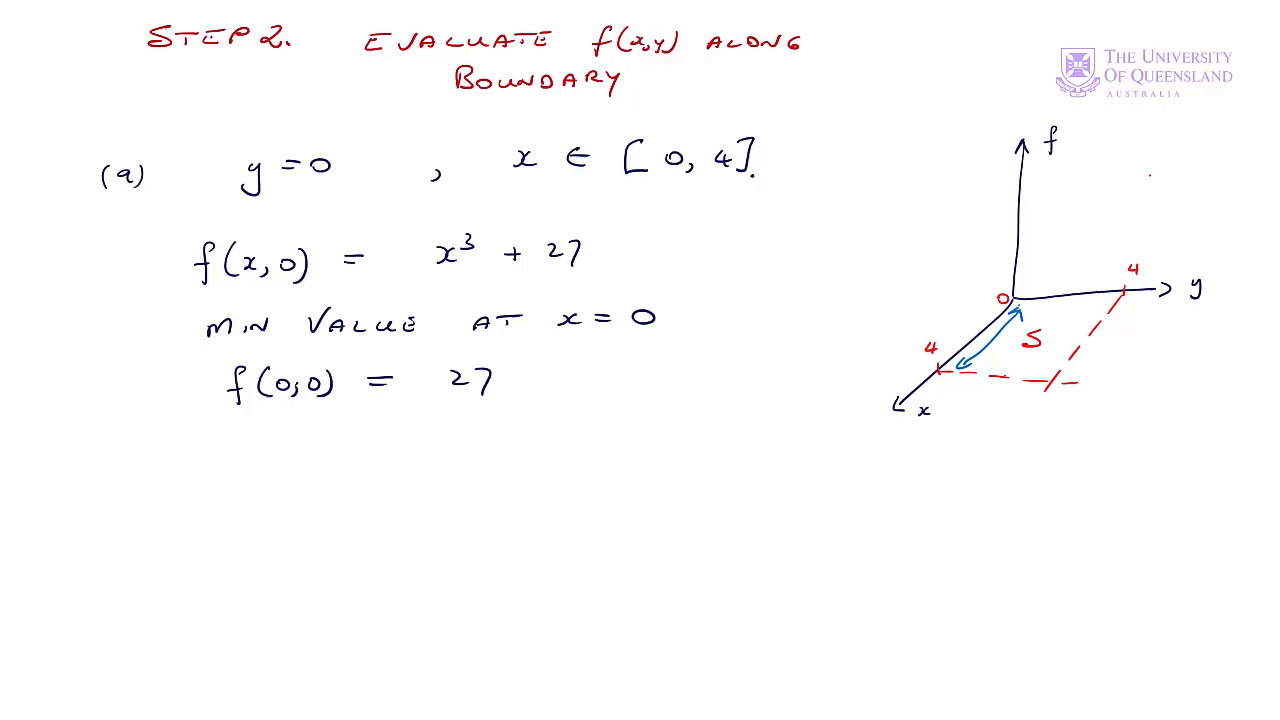 STEP 2. EVALUATE f(x,y) ALONG
BOUNDARY
THE UNIVERSITY
OF QUEENSLAND
AUSTRALIA
(a) y = 0 , x ∈ [0, 4].
f(x, 0) = x³ + 27
MIN VALUE AT x = 0
f(0,0) = 27
f
4
y
0
S
4
x